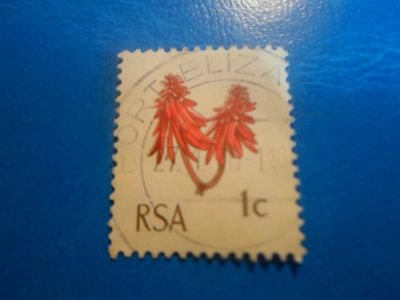 ORT ELIZA
RSA 1c